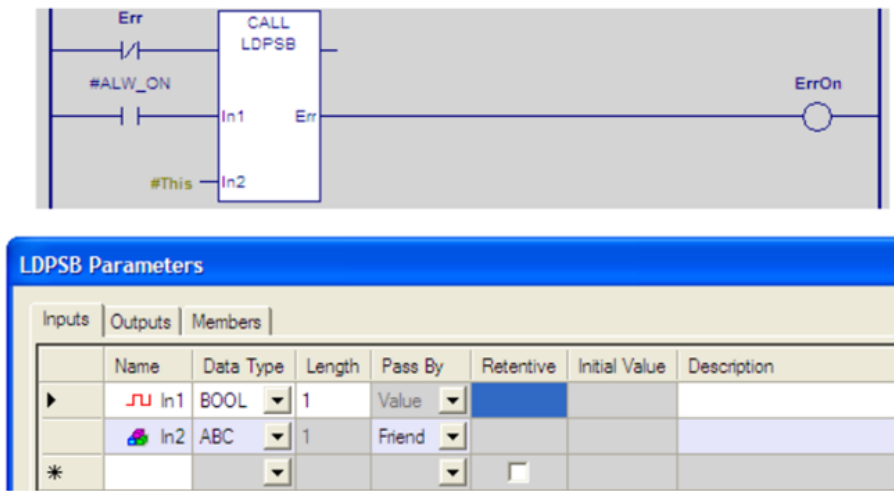 Err CALL
LDPSB
#ALW_ON ErrOn
In1 Err
#This In2
LDPSB Parameters
Inputs Outputs Members
Name Data Type Length Pass By Retentive Initial Value Description
In1 BOOL 1 Value
In2 ABC 1 Friend